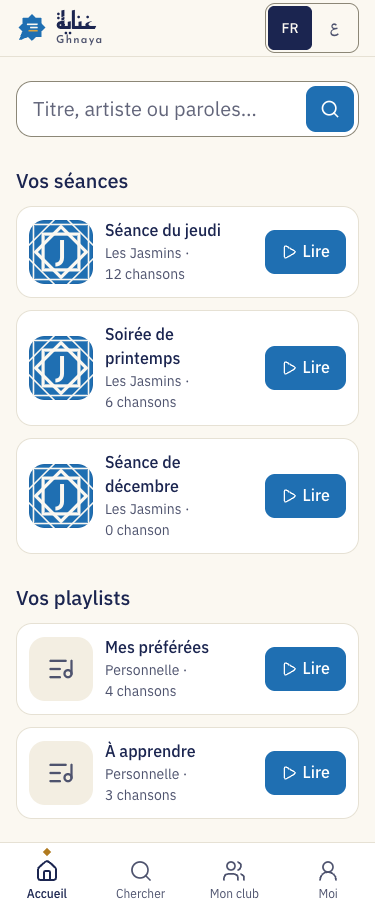 غناية
Ghnaya
FR
ع
Titre, artiste ou paroles...
Vos séances
J
Séance du jeudi
Les Jasmins ·
12 chansons
Lire
J
Soirée de
printemps
Les Jasmins ·
6 chansons
Lire
J
Séance de
décembre
Les Jasmins ·
0 chanson
Lire
Vos playlists
Mes préférées
Personnelle ·
4 chansons
Lire
À apprendre
Personnelle ·
3 chansons
Lire
Accueil
Chercher
Mon club
Moi